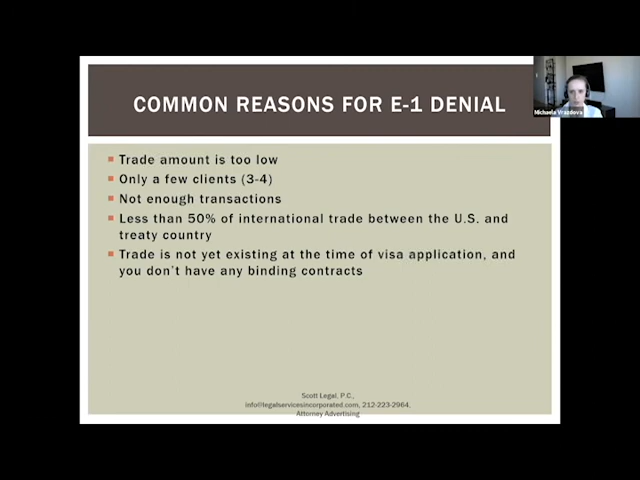 COMMON REASONS FOR E-1 DENIAL
Michaela Vrazdova
Trade amount is too low
Only a few clients (3-4)
Not enough transactions
Less than 50% of international trade between the U.S. and
treaty country
Trade is not yet existing at the time of visa application, and
you don't have any binding contracts
Scott Legal, P.C.,
info@legalservicesincorporated.com, 212-223-2964,
Attorney Advertising